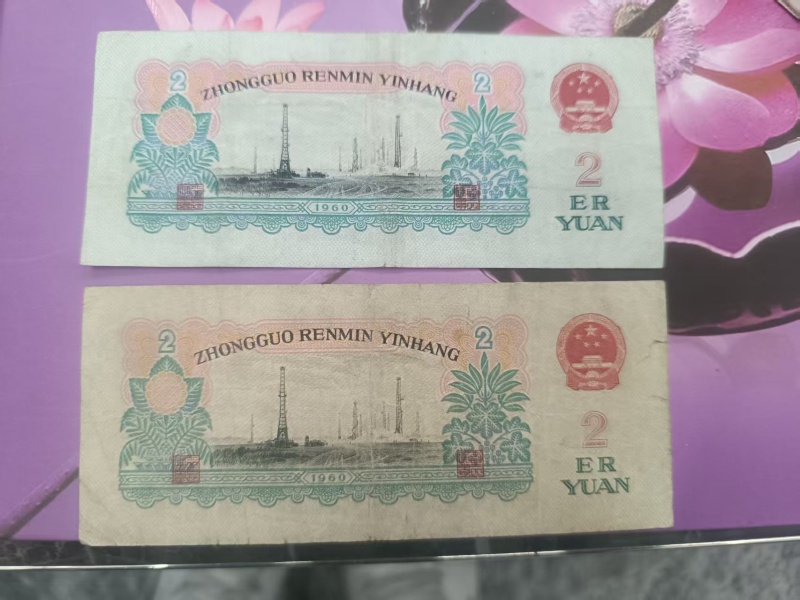 2 ZHONGGUO RENMIN YINHANG 2
2
ER
YUAN
1960
2 ZHONGGUO RENMIN YINHANG 2
2
ER
YUAN
1960